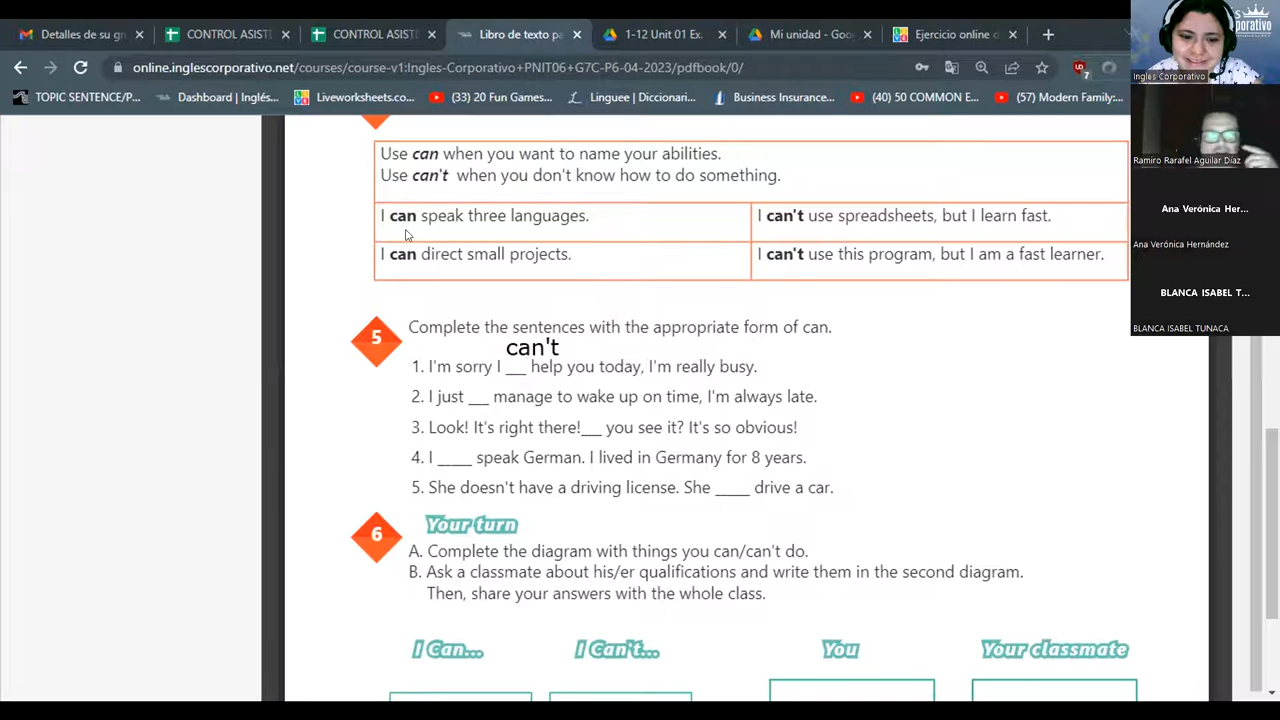 Detalles de su gr
CONTROL ASIST
CONTROL ASIST
Libro de texto pa
1-12 Unit 01 Ex.
Mi unidad - Goo
Ejercicio online d
online.inglescorporativo.net/courses/course-v1:Ingles-Corporativo+PNIT06+G7C-P6-04-2023/pdfbook/0/
TOPIC SENTENCE/P...
Dashboard | Inglés...
Liveworksheets.co...
(33) 20 Fun Games...
Linguee | Diccionari...
Business Insurance...
(40) 50 COMMON E...
(57) Modern Family:...
Use can when you want to name your abilities.
Use can't when you don't know how to do something.
I can speak three languages.
I can't use spreadsheets, but I learn fast.
I can direct small projects.
I can't use this program, but I am a fast learner.
5
Complete the sentences with the appropriate form of can.
can't
1. I'm sorry I ___ help you today, I'm really busy.
2. I just ___ manage to wake up on time, I'm always late.
3. Look! It's right there!___ you see it? It's so obvious!
4. I _____ speak German. I lived in Germany for 8 years.
5. She doesn't have a driving license. She _____ drive a car.
6
Your turn
A. Complete the diagram with things you can/can't do.
B. Ask a classmate about his/er qualifications and write them in the second diagram.
Then, share your answers with the whole class.
I Can...
I Can't...
You
Your classmate
Ingles Corporativo
Ramiro Rarafel Aguilar Díaz
Ana Verónica Her...
Ana Verónica Hernández
BLANCA ISABEL T...
BLANCA ISABEL TUNACA